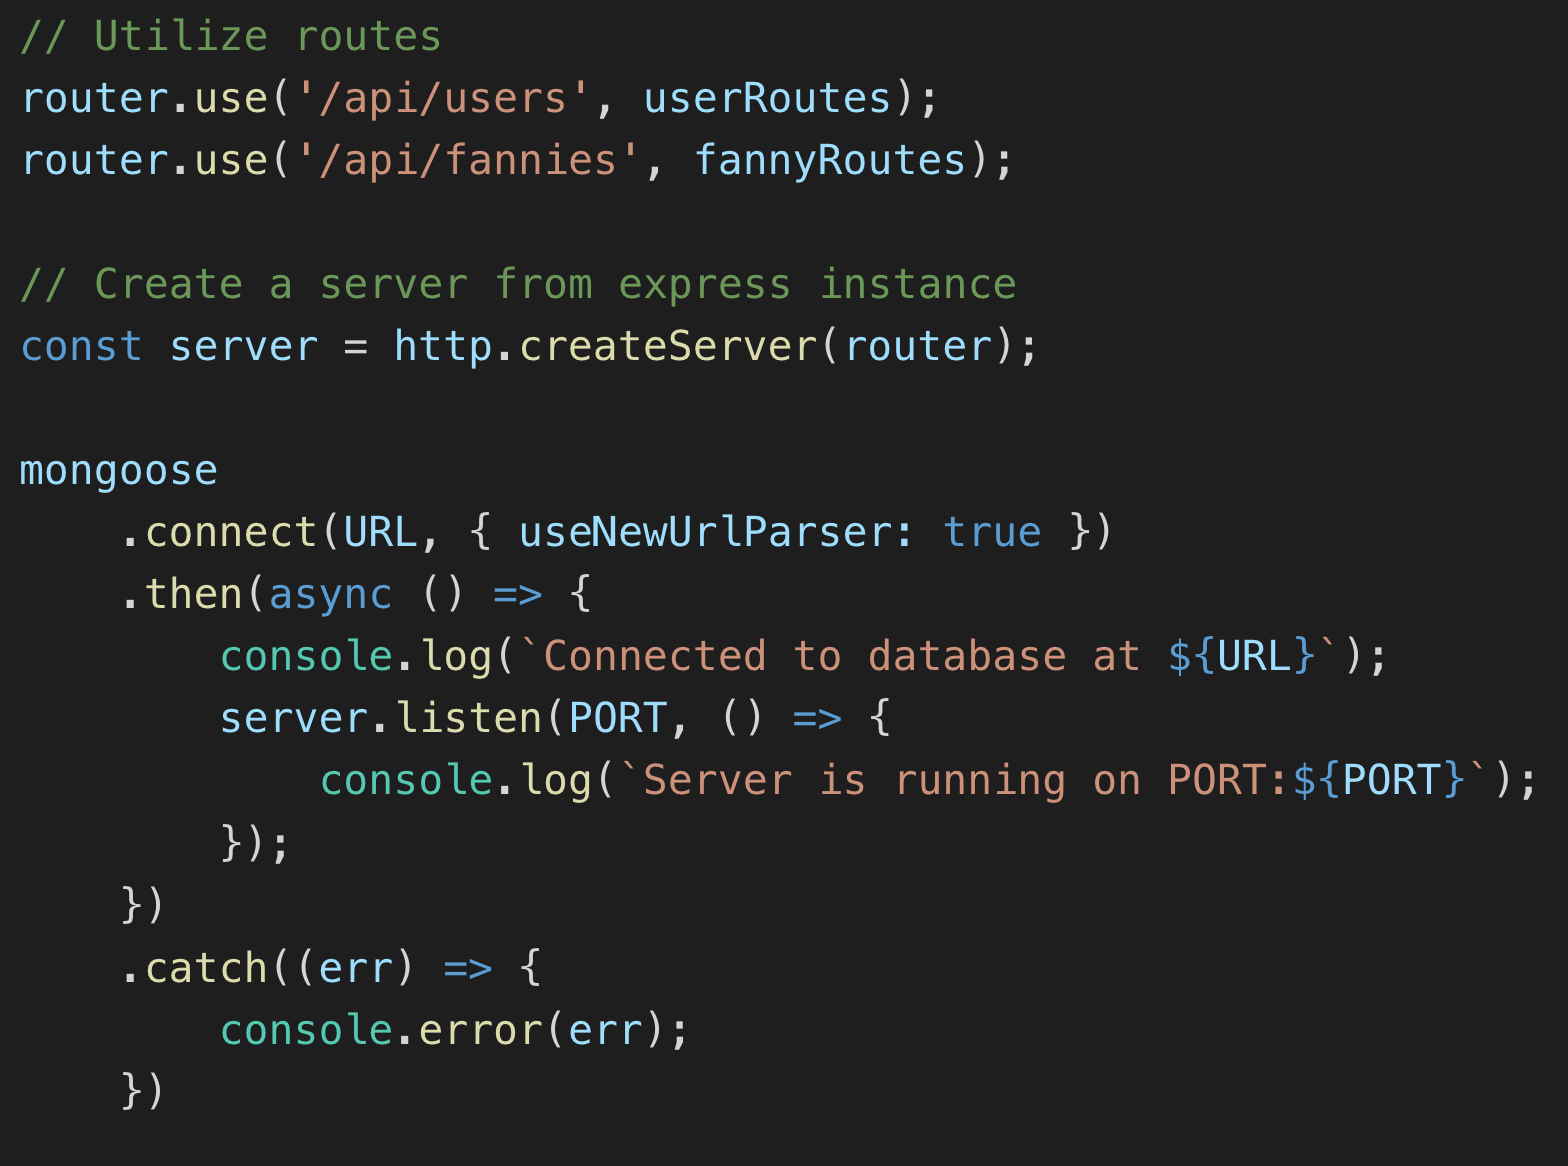 // Utilize routes
router.use('/api/users', userRoutes);
router.use('/api/fannies', fannyRoutes);
// Create a server from express instance
const server = http.createServer(router);
mongoose
    .connect(URL, { useNewUrlParser: true })
    .then(async () => {
        console.log(`Connected to database at ${URL}`);
        server.listen(PORT, () => {
            console.log(`Server is running on PORT:${PORT}`);
        });
    })
    .catch((err) => {
        console.error(err);
    })